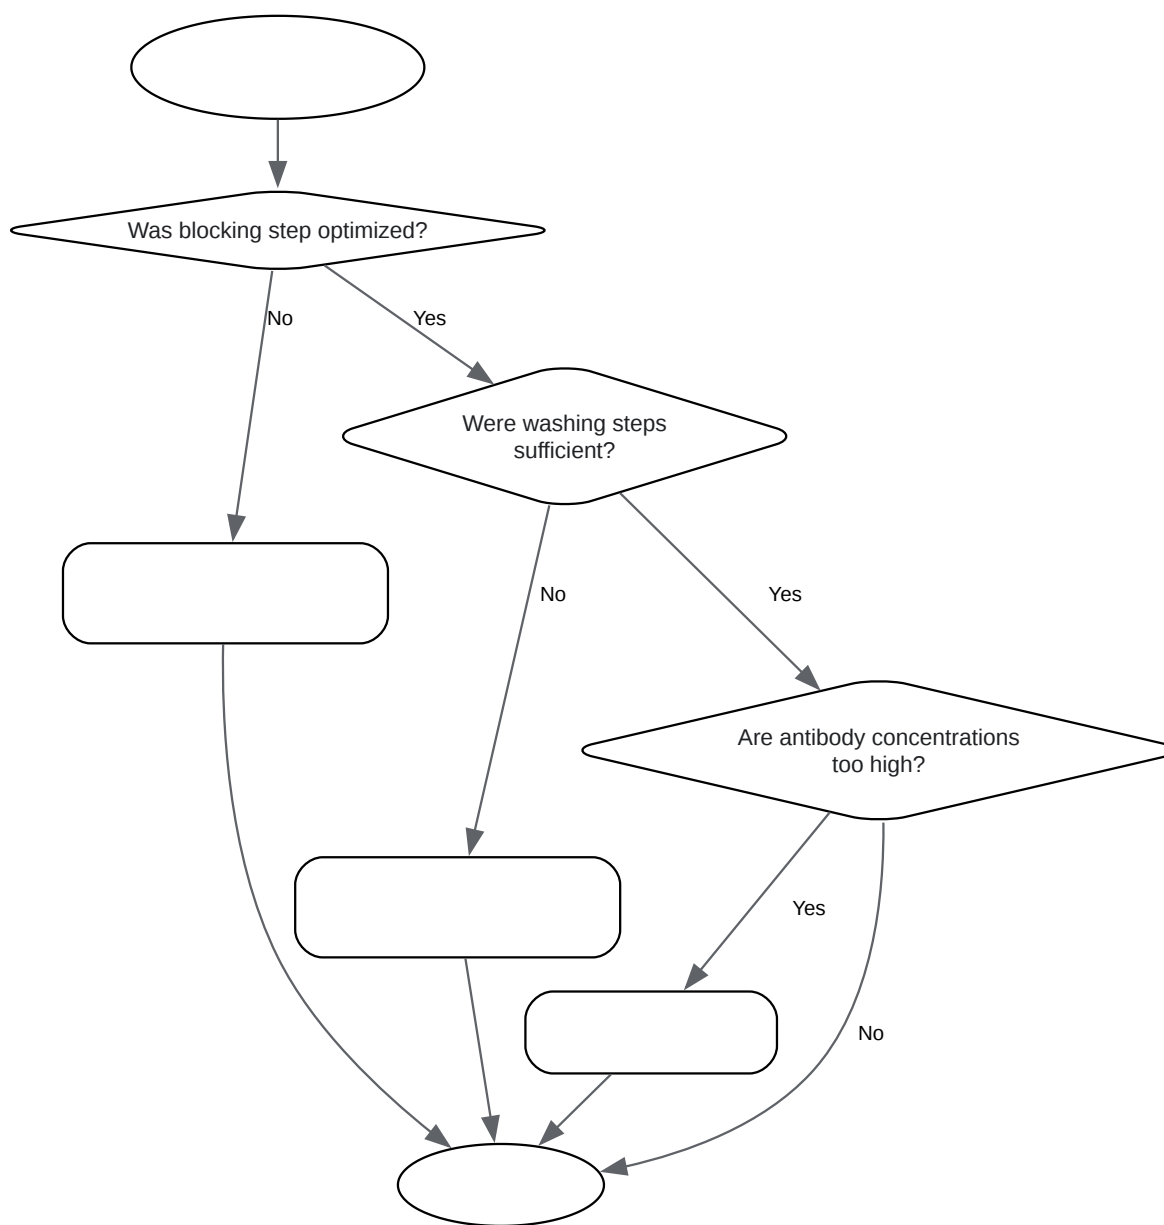 Was blocking step optimized?
No
Yes
Were washing steps
sufficient?
No
Yes
Are antibody concentrations
too high?
Yes
No